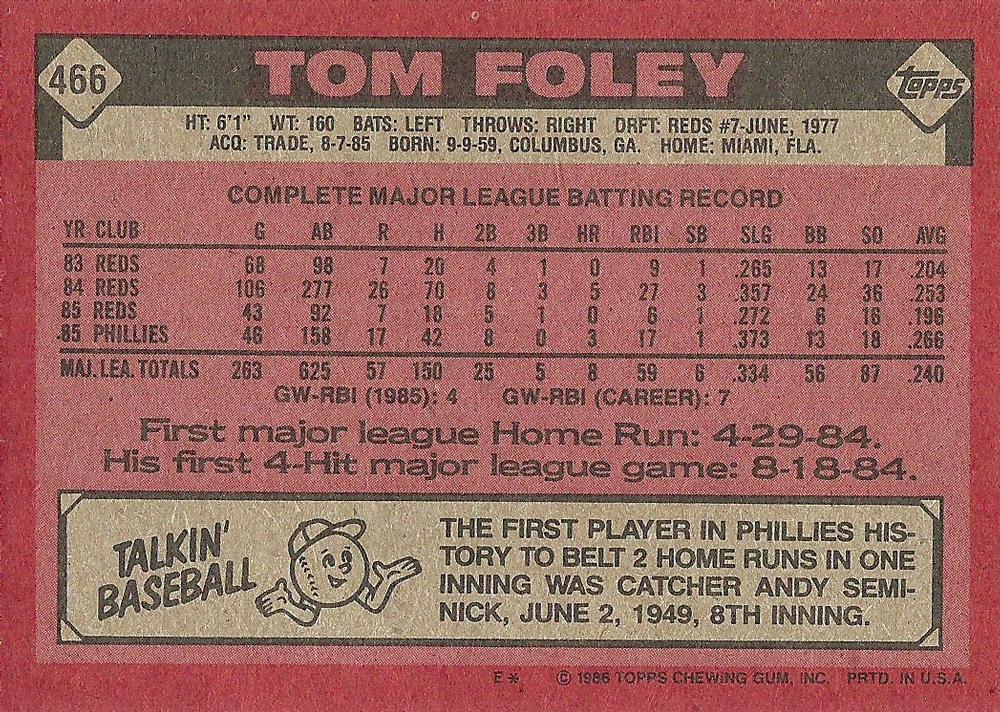 466 TOM FOLEY Topps
HT: 6'1" WT: 160 BATS: LEFT THROWS: RIGHT DRFT: REDS #7-JUNE, 1977
ACQ: TRADE, 8-7-85 BORN: 9-9-59, COLUMBUS, GA. HOME: MIAMI, FLA.
COMPLETE MAJOR LEAGUE BATTING RECORD
YR CLUB G AB R H 2B 3B HR RBI SB SLG BB SO AVG
83 REDS 68 98 7 20 4 1 0 9 1 .265 13 17 .204
84 REDS 106 277 26 70 8 3 5 27 3 .357 24 36 .253
85 REDS 43 92 7 18 5 1 0 6 1 .272 6 16 .196
85 PHILLIES 46 158 17 42 8 0 3 17 1 .373 13 18 .266
MAJ. LEA. TOTALS 263 625 57 150 25 5 8 59 6 .334 56 87 .240
GW-RBI (1985): 4 GW-RBI (CAREER): 7
First major league Home Run: 4-29-84.
His first 4-Hit major league game: 8-18-84.
TALKIN'
BASEBALL
THE FIRST PLAYER IN PHILLIES HIS-
TORY TO BELT 2 HOME RUNS IN ONE
INNING WAS CATCHER ANDY SEMI-
NICK, JUNE 2, 1949, 8TH INNING.
E* © 1986 TOPPS CHEWING GUM, INC. PRTD. IN U.S.A.